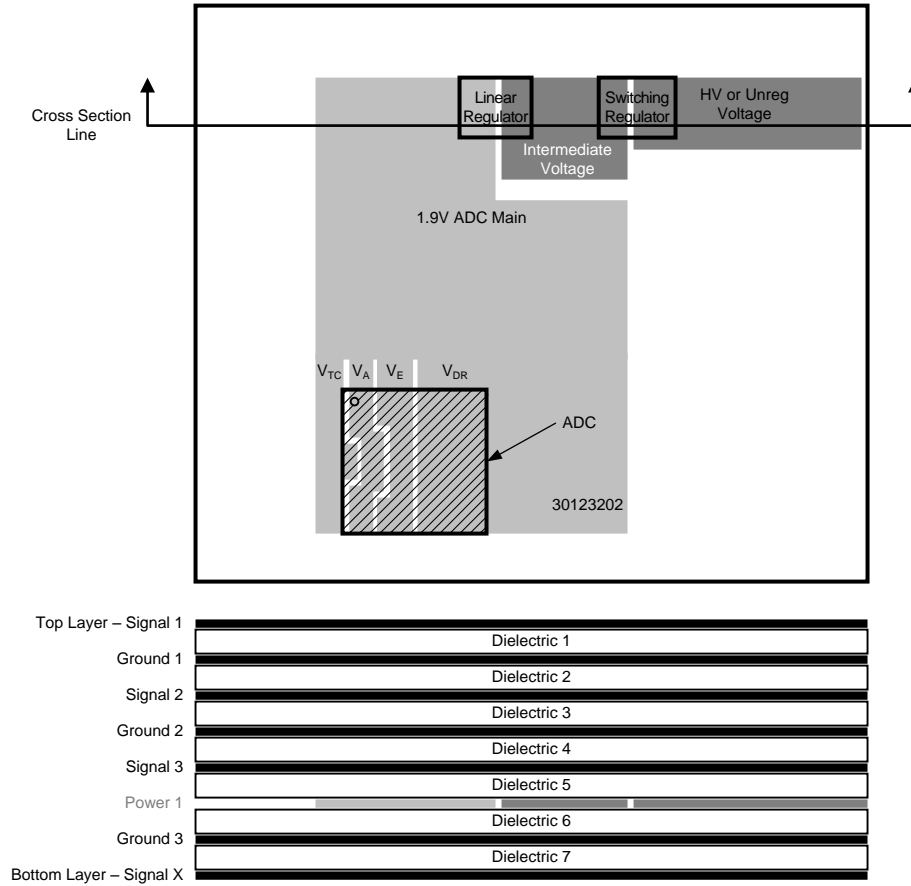 Linear
Regulator
Switching
Regulator
HV or Unreg
Voltage
Cross Section
Line
Intermediate
Voltage
1.9V ADC Main
VTC
VA
VE
VDR
ADC
30123202
Top Layer – Signal 1
Dielectric 1
Ground 1
Dielectric 2
Signal 2
Dielectric 3
Ground 2
Dielectric 4
Signal 3
Dielectric 5
Power 1
Dielectric 6
Ground 3
Dielectric 7
Bottom Layer – Signal X